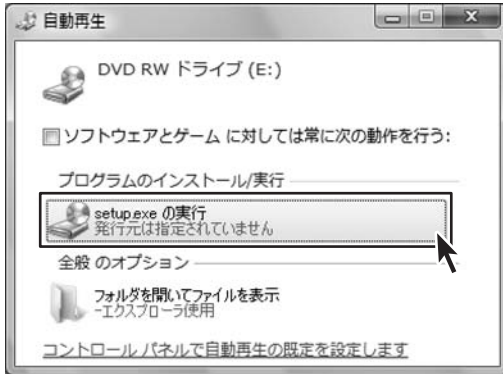 自動再生
DVD RW ドライブ (E:)
ソフトウェアとゲーム に対しては常に次の動作を行う:
プログラムのインストール/実行
setup.exe の実行
発行元は指定されていません
全般 のオプション
フォルダを開いてファイルを表示
-エクスプローラ使用
コントロール パネルで自動再生の既定を設定します